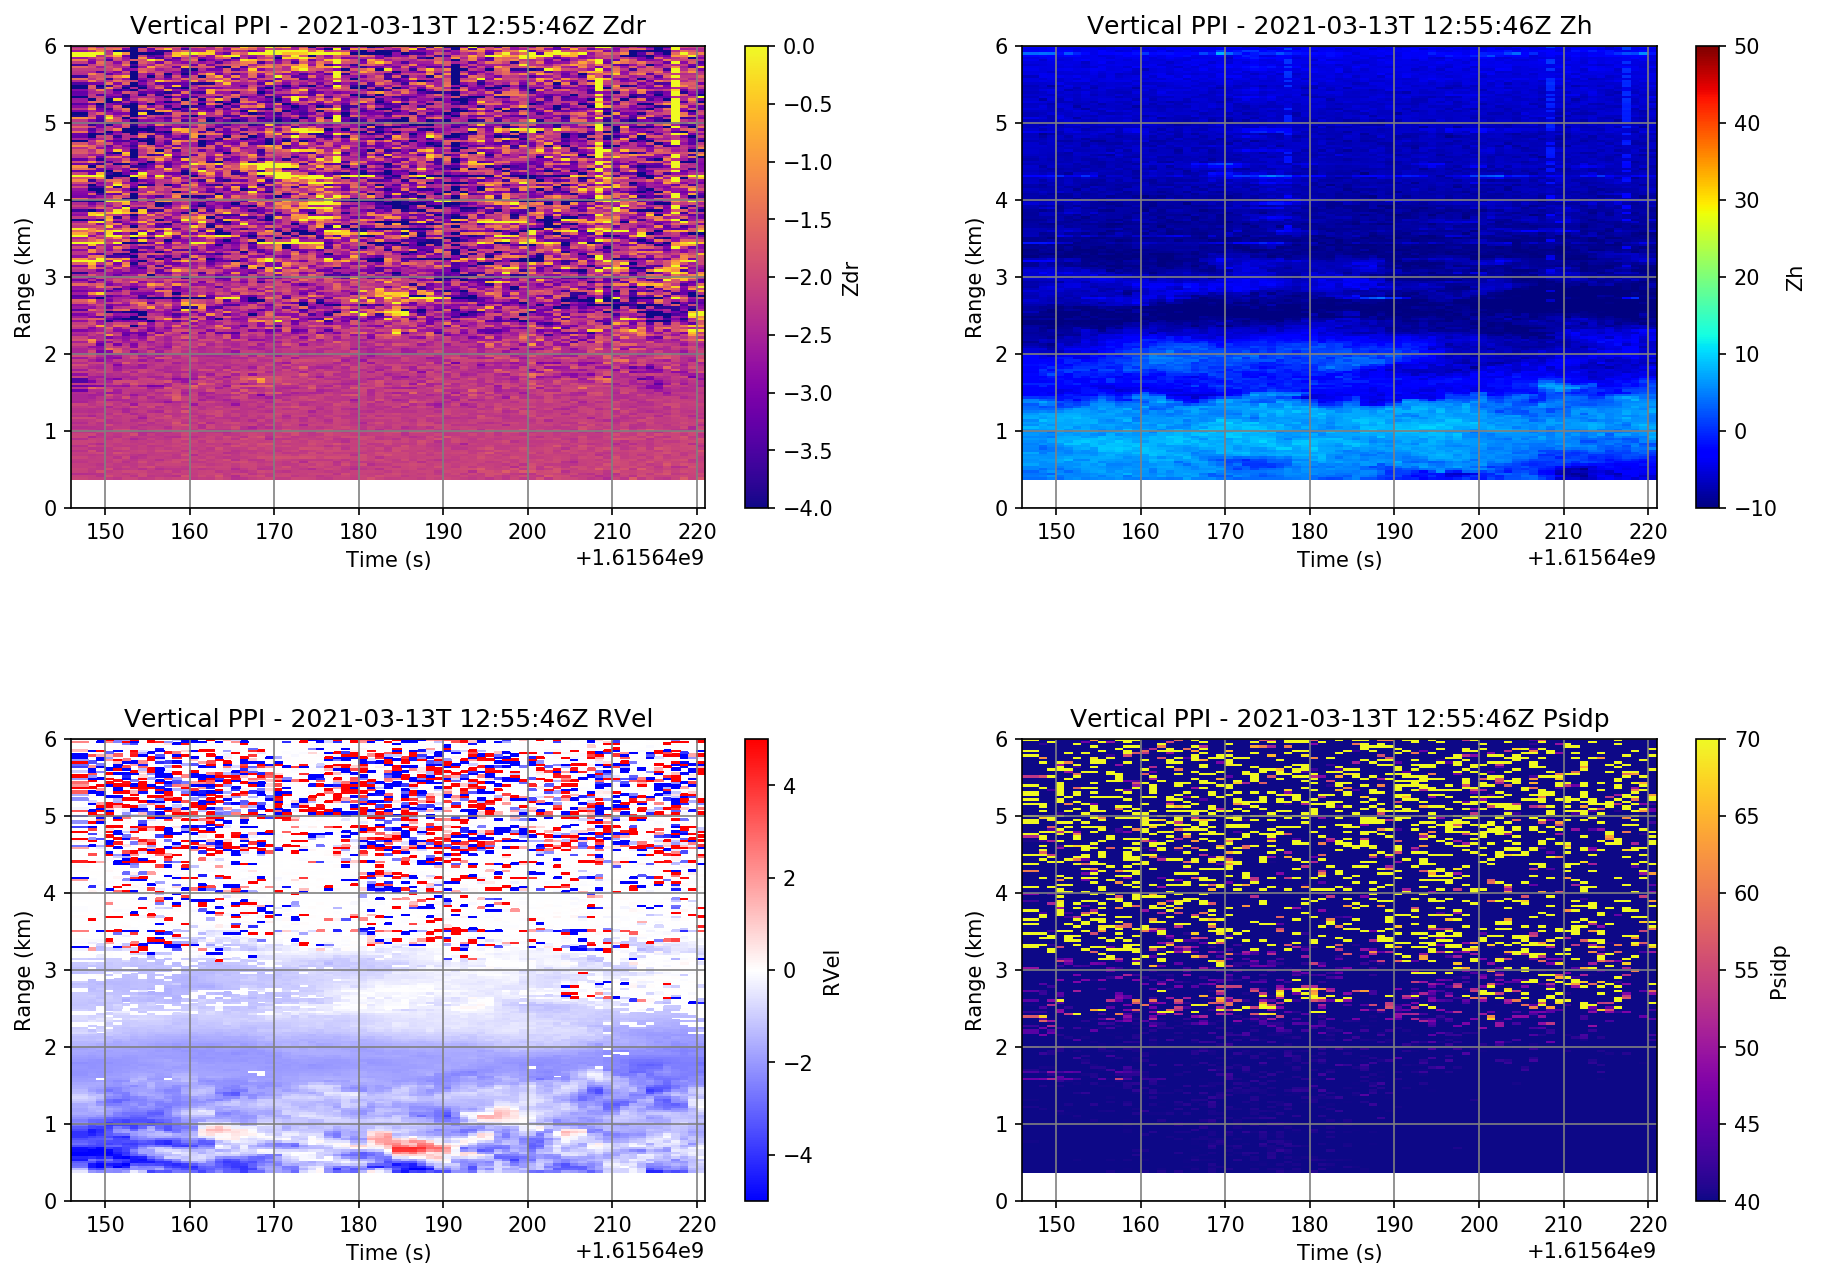 Vertical PPI - 2021-03-13T 12:55:46Z Zdr
6
5
4
3
2
1
0
Range (km)
150 160 170 180 190 200 210 220
Time (s)
+1.61564e9
0.0
−0.5
−1.0
−1.5
−2.0
−2.5
−3.0
−3.5
−4.0
Zdr
Vertical PPI - 2021-03-13T 12:55:46Z Zh
6
5
4
3
2
1
0
Range (km)
150 160 170 180 190 200 210 220
Time (s)
+1.61564e9
50
40
30
20
10
0
−10
Zh
Vertical PPI - 2021-03-13T 12:55:46Z RVel
6
5
4
3
2
1
0
Range (km)
150 160 170 180 190 200 210 220
Time (s)
+1.61564e9
4
2
0
−2
−4
RVel
Vertical PPI - 2021-03-13T 12:55:46Z Psidp
6
5
4
3
2
1
0
Range (km)
150 160 170 180 190 200 210 220
Time (s)
+1.61564e9
70
65
60
55
50
45
40
Psidp